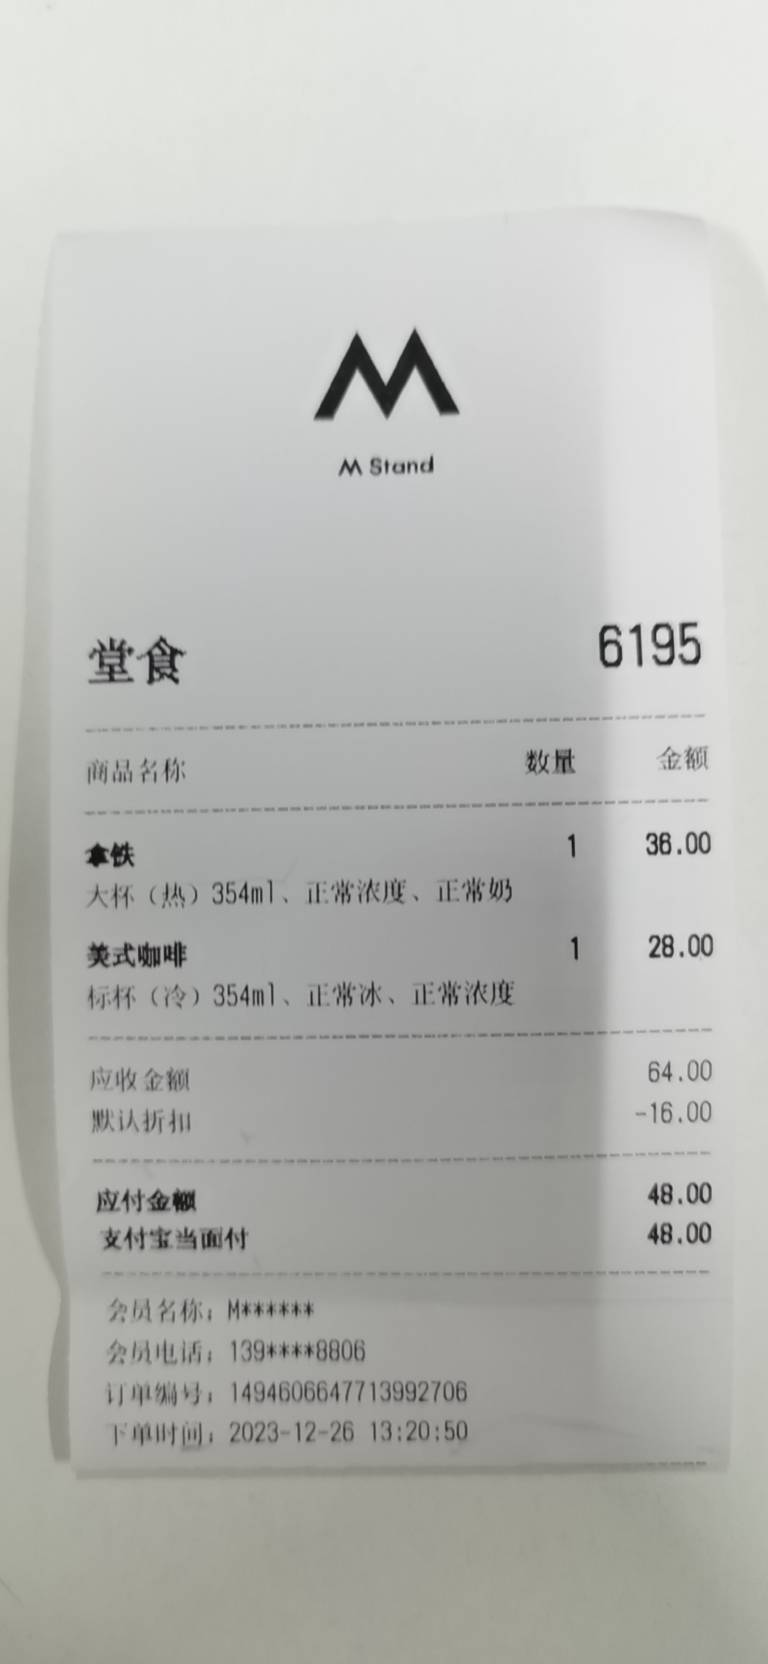 M Stand
堂食 6195
商品名称 数量 金额
拿铁 1 36.00
大杯（热）354ml、正常浓度、正常奶
美式咖啡 1 28.00
标杯（冷）354ml、正常冰、正常浓度
应收金额 64.00
默认折扣 -16.00
应付金额 48.00
支付宝当面付 48.00
会员名称：M******
会员电话：139****8806
订单编号：1494606647713992706
下单时间：2023-12-26 13:20:50